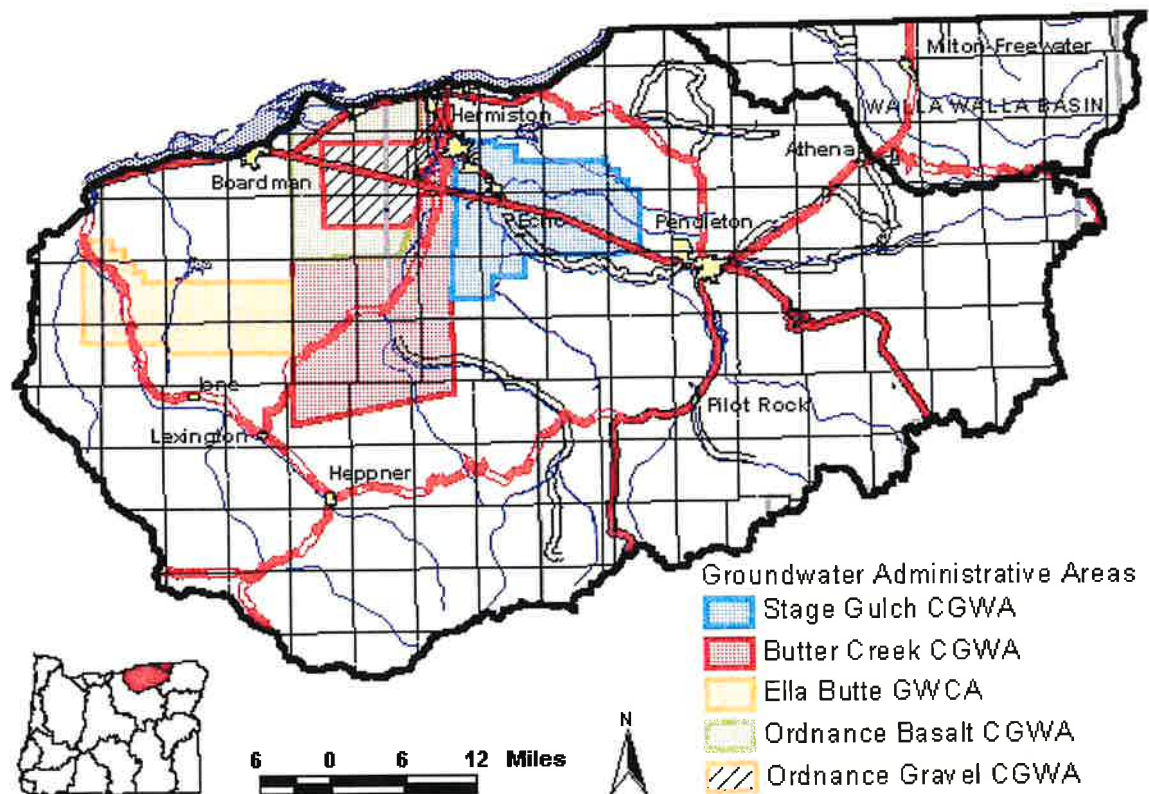 Milton-Freewater
WALLA WALLA BASIN
Hermiston
Athena
Boardman
Echo
Pendleton
Ione
Lexington
Pilot Rock
Heppner
Groundwater Administrative Areas
Stage Gulch CGWA
Butter Creek CGWA
Ella Butte GWCA
Ordnance Basalt CGWA
Ordnance Gravel CGWA
6 0 6 12 Miles
N